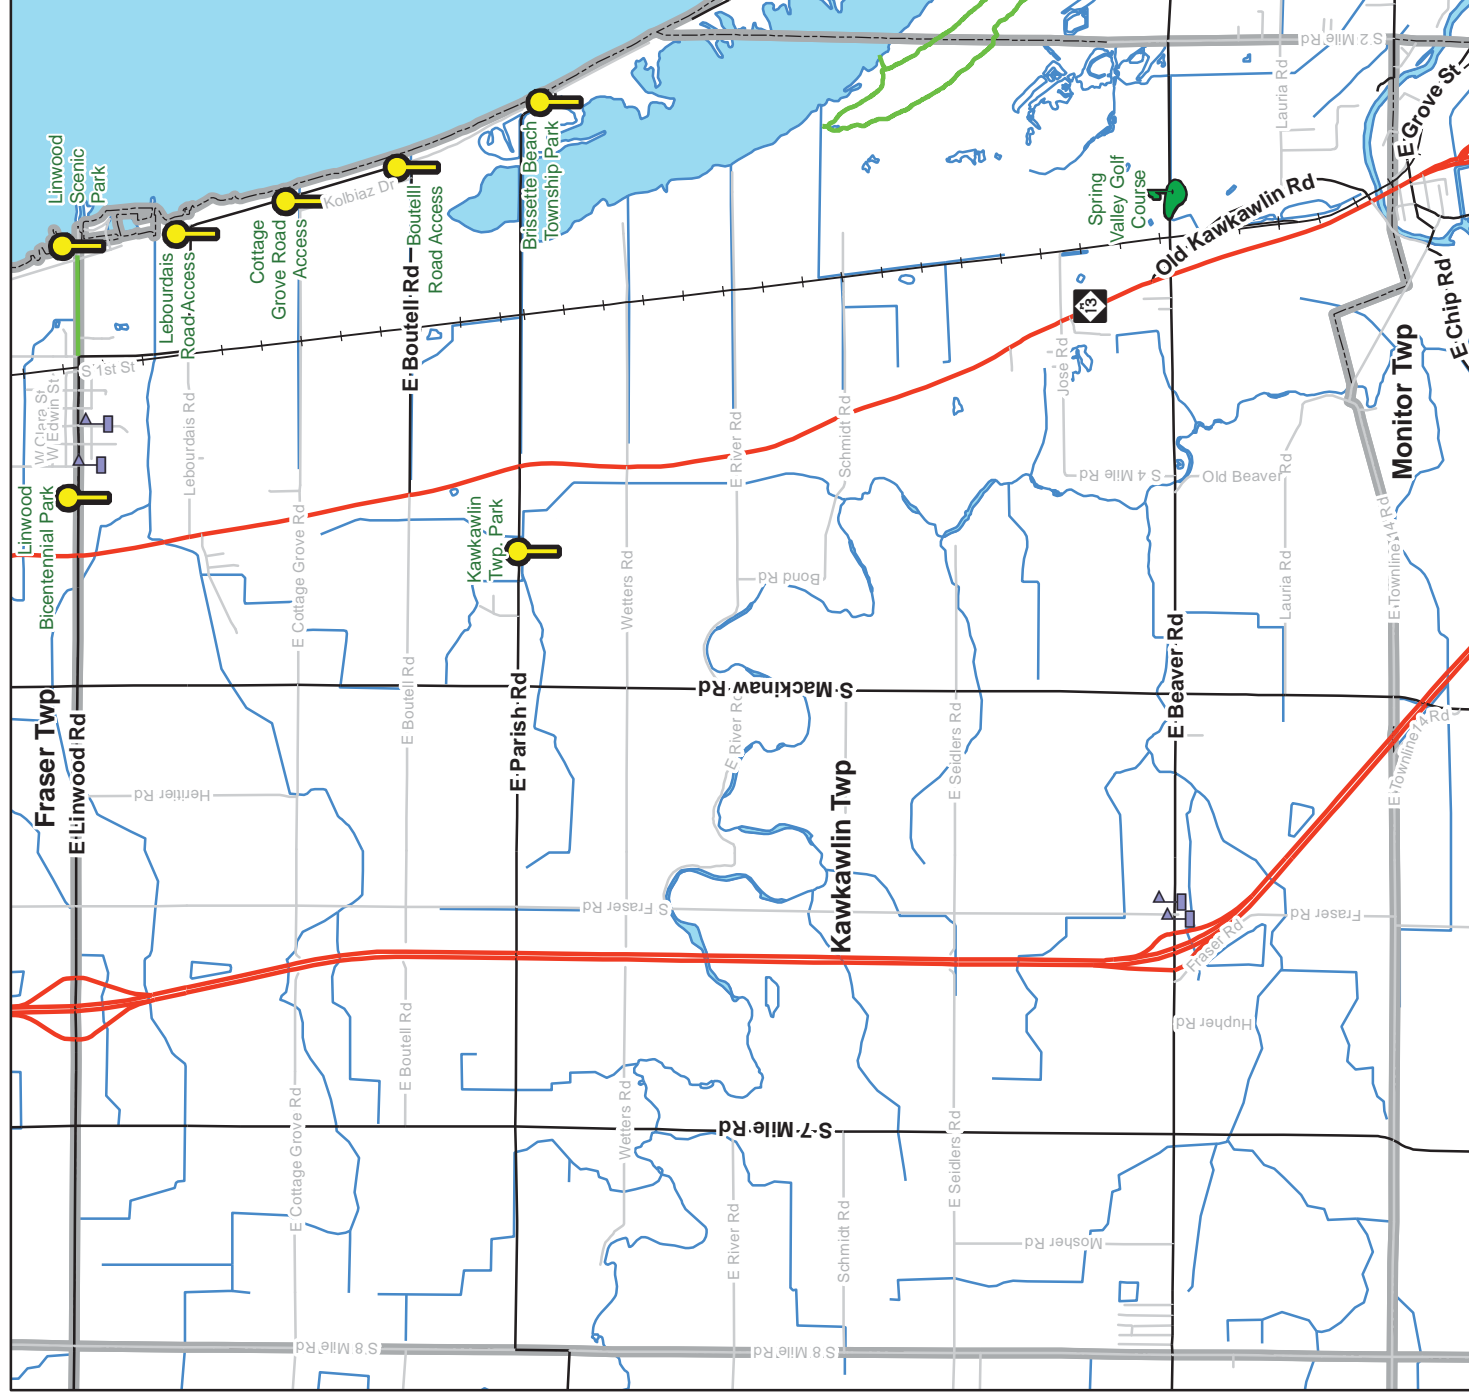 Linwood
Scenic
Park
Lebourdais
Road Access
Cottage
Grove Road
Access
Kolbiaz Dr
Boutell
Road Access
Brissette Beach
Township Park
E Boutell Rd
S 1st St
W Clara St
W Edwin St
Linwood
Bicentennial Park
Lebourdais Rd
Kawkawlin
Twp. Park
E Cottage Grove Rd
Wetters Rd
E River Rd
Schmidt Rd
Bond Rd
Spring
Valley Golf
Course
Old Kawkawlin Rd
M
13
Jose Rd
S 4 Mile Rd
Old Beaver Rd
Lauria Rd
S 2 Mile Rd
E Grove St
E Chip Rd
Monitor Twp
E Townline 14 Rd
Lauria Rd
Fraser Twp
E Linwood Rd
Heritier Rd
E Boutell Rd
E Parish Rd
S Mackinaw Rd
E River Rd
E Seidlers Rd
E Beaver Rd
Kawkawlin Twp
S Fraser Rd
Fraser Rd
Fraser Rd
E Townline 14 Rd
Hupher Rd
E Boutell Rd
E Cottage Grove Rd
Wetters Rd
S 7 Mile Rd
E River Rd
Schmidt Rd
E Seidlers Rd
Mosher Rd
S 8 Mile Rd
S 8 Mile Rd